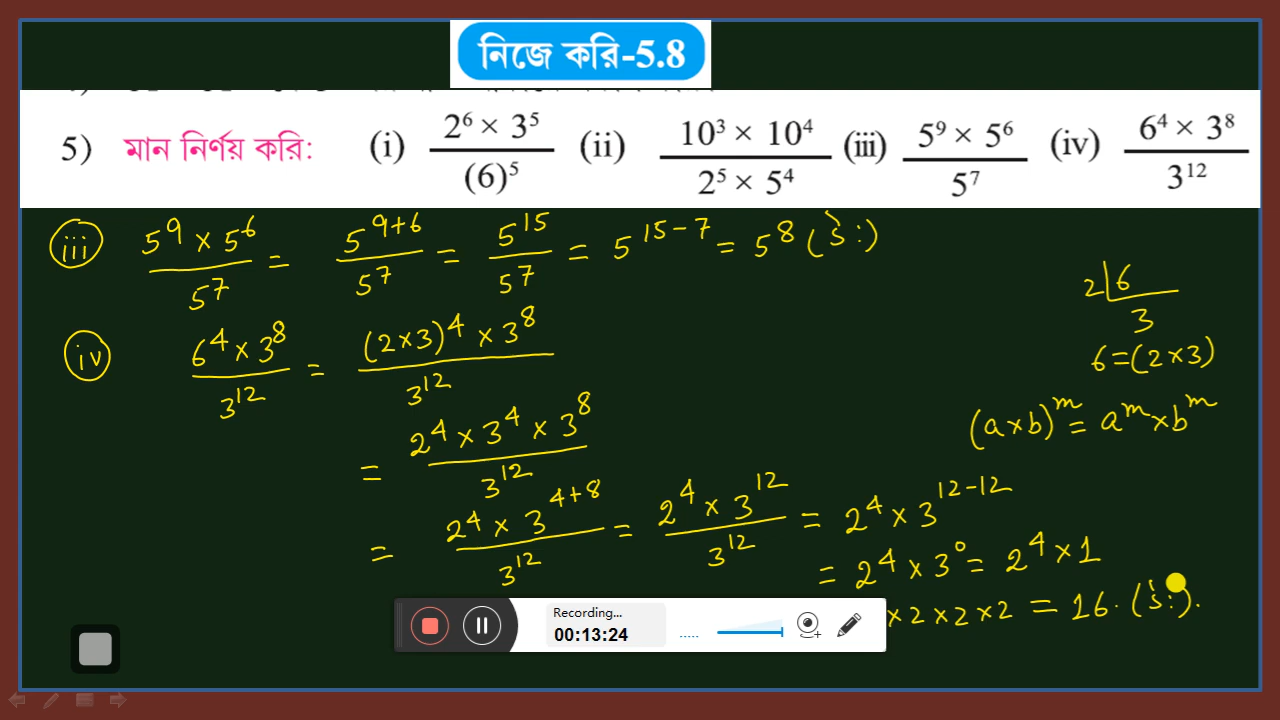 নিজে করি-5.8
5) মান নির্ণয় করি: (i) 2⁶ × 3⁵ / (6)⁵ (ii) 10³ × 10⁴ / 2⁵ × 5⁴ (iii) 5⁹ × 5⁶ / 5⁷ (iv) 6⁴ × 3⁸ / 3¹²
(iii) 5⁹ × 5⁶ / 5⁷ = 5⁹⁺⁶ / 5⁷ = 5¹⁵ / 5⁷ = 5¹⁵⁻⁷ = 5⁸ (উ:)
2 | 6
3
6 = (2×3)
(iv) 6⁴ × 3⁸ / 3¹² = (2×3)⁴ × 3⁸ / 3¹²
(a×b)ᵐ = aᵐ × bᵐ
= 2⁴ × 3⁴ × 3⁸ / 3¹²
= 2⁴ × 3⁴⁺⁸ / 3¹² = 2⁴ × 3¹² / 3¹² = 2⁴ × 3¹²⁻¹²
= 2⁴ × 3⁰ = 2⁴ × 1
× 2 × 2 × 2 = 16. (উ:).
Recording...
00:13:24